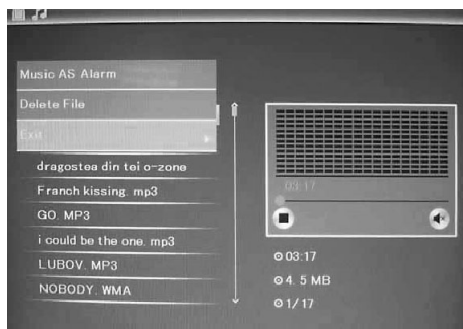 Music AS Alarm
Delete File
Exit
dragostea din tei o-zone
Franch kissing. mp3
GO. MP3
i could be the one. mp3
LUBOV. MP3
NOBODY. WMA
03:17
03:17
4. 5 MB
1/17